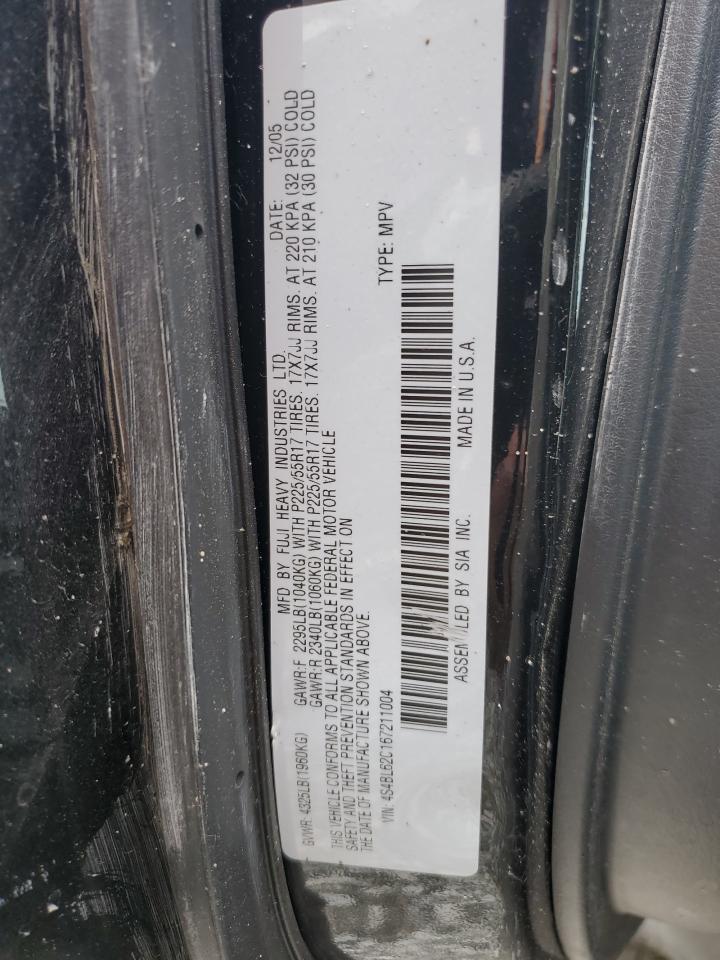 MFD BY FUJI HEAVY INDUSTRIES LTD. DATE: 12/05
GVWR: 4325LB(1960KG) GAWR:F 2295LB(1040KG) WITH P225/55R17 TIRES. 17X7JJ RIMS. AT 220 KPA (32 PSI) COLD
GAWR:R 2340LB(1060KG) WITH P225/55R17 TIRES. 17X7JJ RIMS. AT 210 KPA (30 PSI) COLD
THIS VEHICLE CONFORMS TO ALL APPLICABLE FEDERAL MOTOR VEHICLE
SAFETY AND THEFT PREVENTION STANDARDS IN EFFECT ON
THE DATE OF MANUFACTURE SHOWN ABOVE.
VIN: 4S4BL62C167211004 TYPE: MPV
ASSEMBLED BY SIA INC. MADE IN U.S.A.